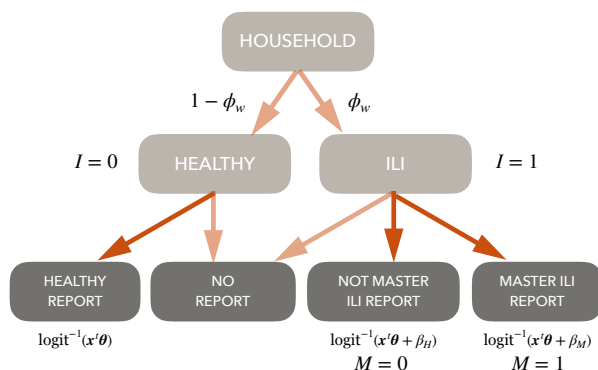 HOUSEHOLD
1 − ϕ_w
ϕ_w
I = 0
HEALTHY
ILI
I = 1
HEALTHY
REPORT
NO
REPORT
NOT MASTER
ILI REPORT
MASTER ILI
REPORT
logit⁻¹(x′θ)
logit⁻¹(x′θ + β_H)
logit⁻¹(x′θ + β_M)
M = 0
M = 1